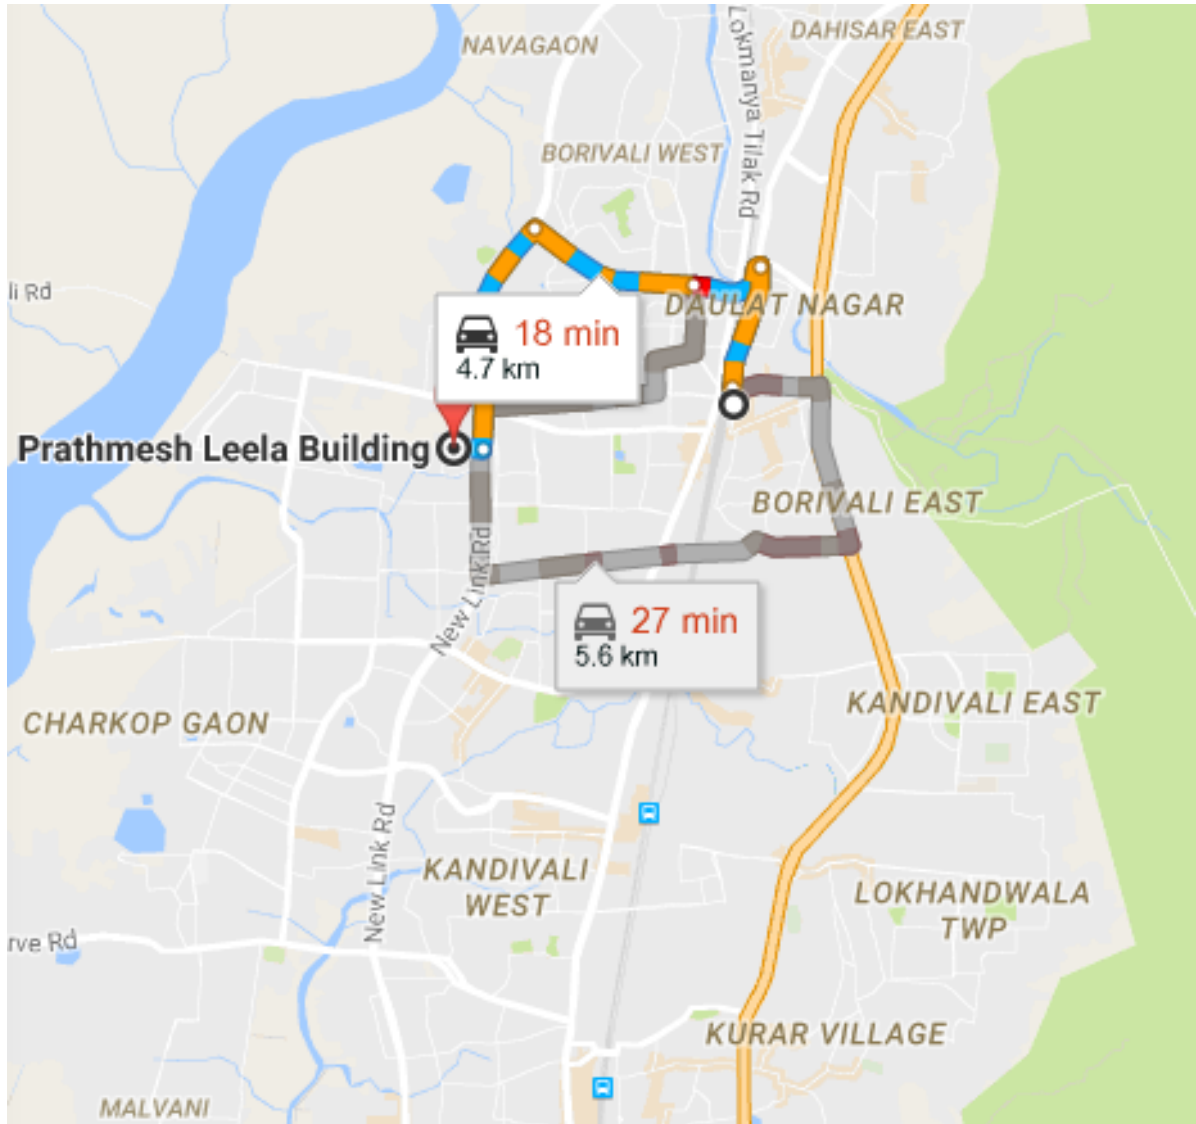 NAVAGAON
DAHISAR EAST
Lokmanya Tilak Rd
BORIVALI WEST
li Rd
DAULAT NAGAR
18 min
4.7 km
Prathmesh Leela Building
BORIVALI EAST
New Link Rd
27 min
5.6 km
KANDIVALI EAST
CHARKOP GAON
New Link Rd
KANDIVALI
WEST
LOKHANDWALA
TWP
rve Rd
KURAR VILLAGE
MALVANI